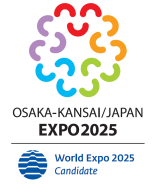 OSAKA-KANSAI/JAPAN
EXPO2025
World Expo 2025
Candidate